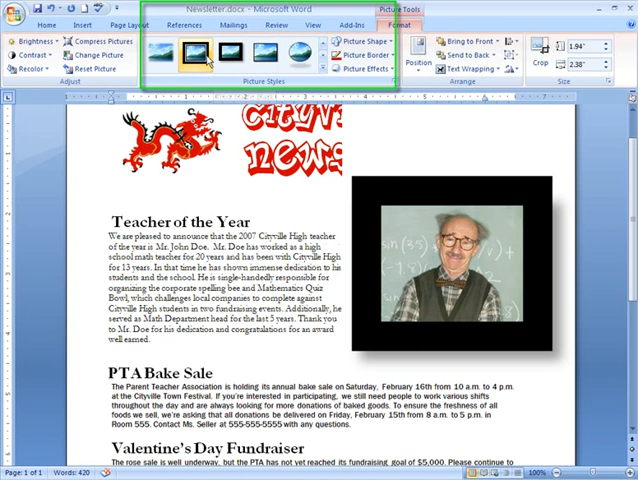 Newsletter.docx - Microsoft Word
Picture Tools
Home Insert Page Layout References Mailings Review View Add-Ins Format
Brightness Compress Pictures Picture Shape Bring to Front 1.94"
Contrast Change Picture Picture Border Send to Back
Recolor Reset Picture Picture Effects Position Text Wrapping Crop 2.38"
Adjust Picture Styles Arrange Size
news
Teacher of the Year
We are pleased to announce that the 2007 Cityville High teacher
of the year is Mr. John Doe. Mr. Doe has worked as a high
school math teacher for 20 years and has been with Cityville High
for 13 years. In that time he has shown immense dedication to his
students and the school. He is single-handedly responsible for
organizing the corporate spelling bee and Mathematics Quiz
Bowl, which challenges local companies to complete against
Cityville High students in two fundraising events. Additionally, he
served as Math Department head for the last 5 years. Thank you
to Mr. Doe for his dedication and congratulations for an award
well earned.
PTA Bake Sale
The Parent Teacher Association is holding its annual bake sale on Saturday, February 16th from 10 a.m. to 4 p.m.
at the Cityville Town Festival. If you're interested in participating, we still need people to work various shifts
throughout the day and are always looking for more donations of baked goods. To ensure the freshness of all
foods we sell, we're asking that all donations be delivered on Friday, February 15th from 8 a.m. to 5 p.m. in
Room 555. Contact Ms. Seller at 555-555-5555 with any questions.
Valentine's Day Fundraiser
The rose sale is well underway, but the PTA has not yet reached its fundraising goal of $5,000. Please continue to
Page: 1 of 1 Words: 420 100%